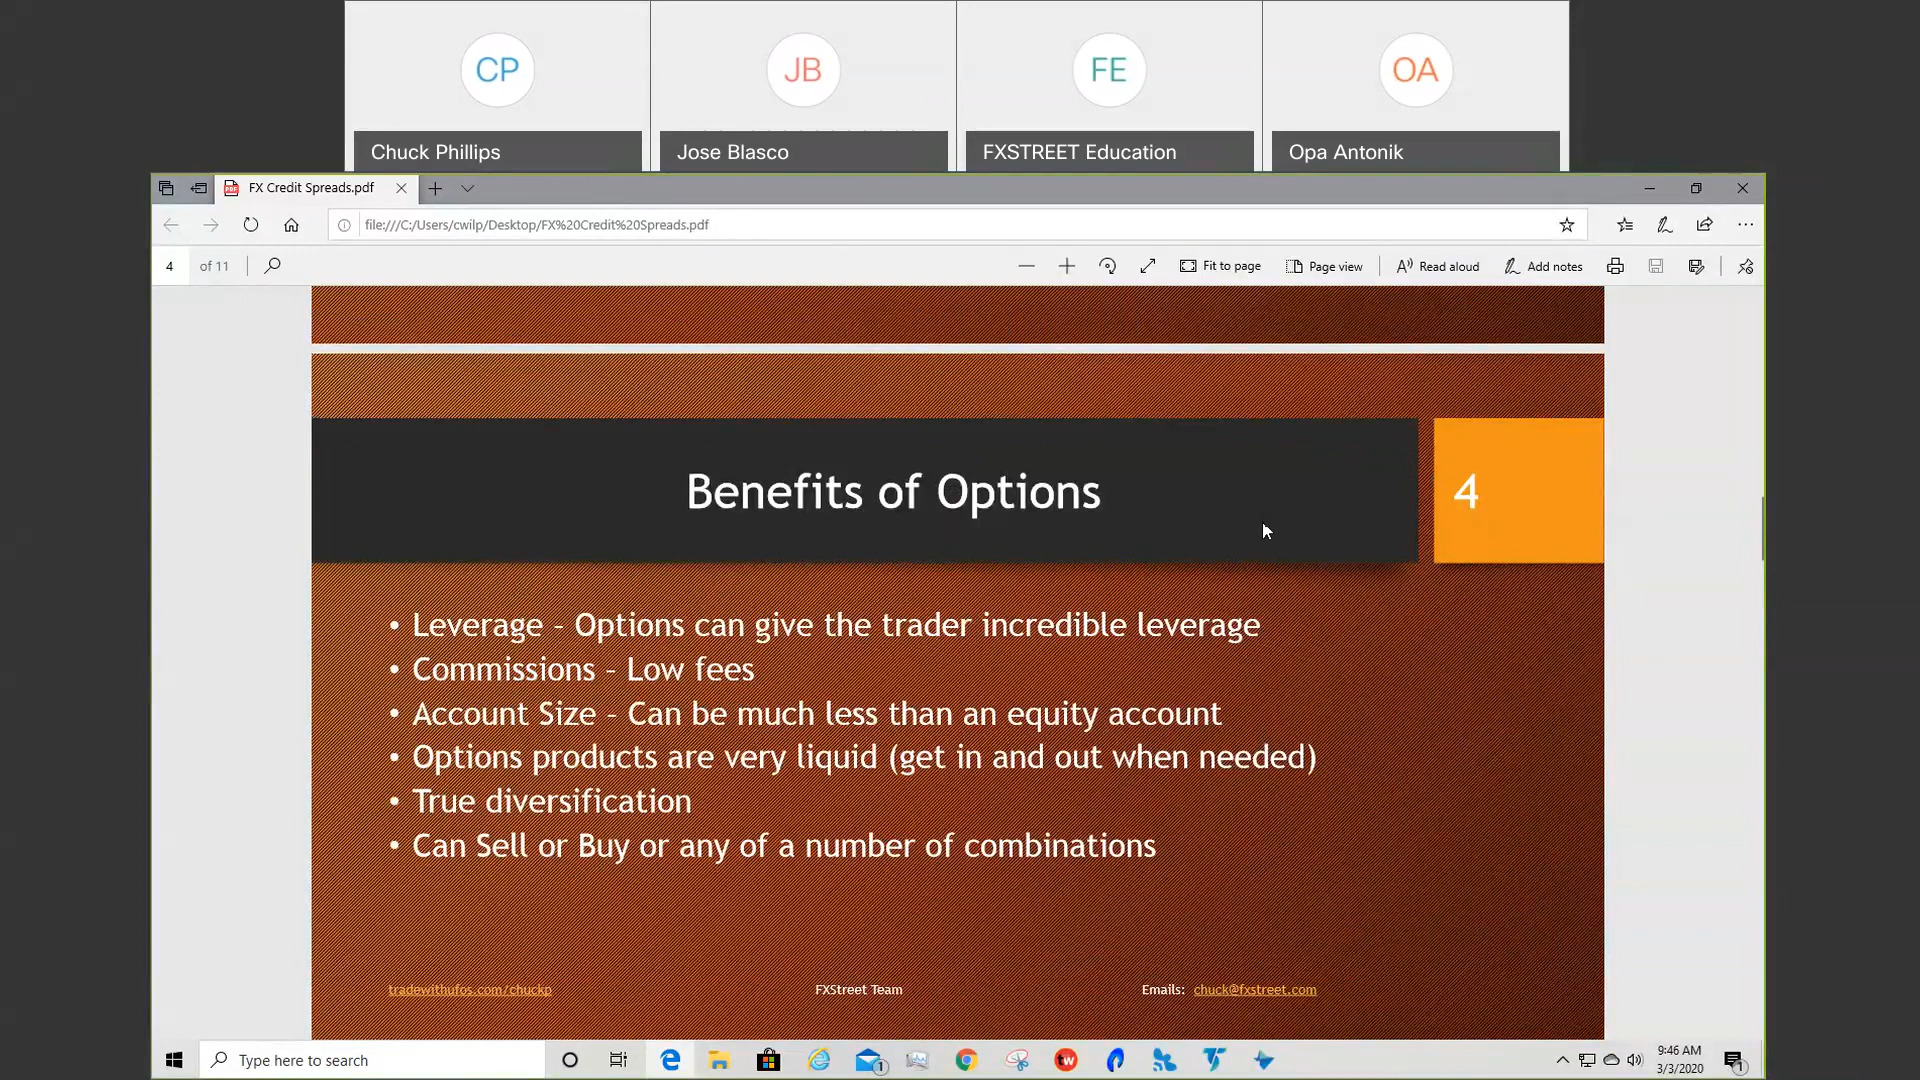 CP
JB
FE
OA
Chuck Phillips
Jose Blasco
FXSTREET Education
Opa Antonik
FX Credit Spreads.pdf
file:///C:/Users/cwilp/Desktop/FX%20Credit%20Spreads.pdf
4 of 11
Fit to page
Page view
Read aloud
Add notes
Benefits of Options
4
• Leverage – Options can give the trader incredible leverage
• Commissions – Low fees
• Account Size – Can be much less than an equity account
• Options products are very liquid (get in and out when needed)
• True diversification
• Can Sell or Buy or any of a number of combinations
tradewithufos.com/chuckp
FXStreet Team
Emails: chuck@fxstreet.com
Type here to search
1
tw
9:46 AM
3/3/2020
1